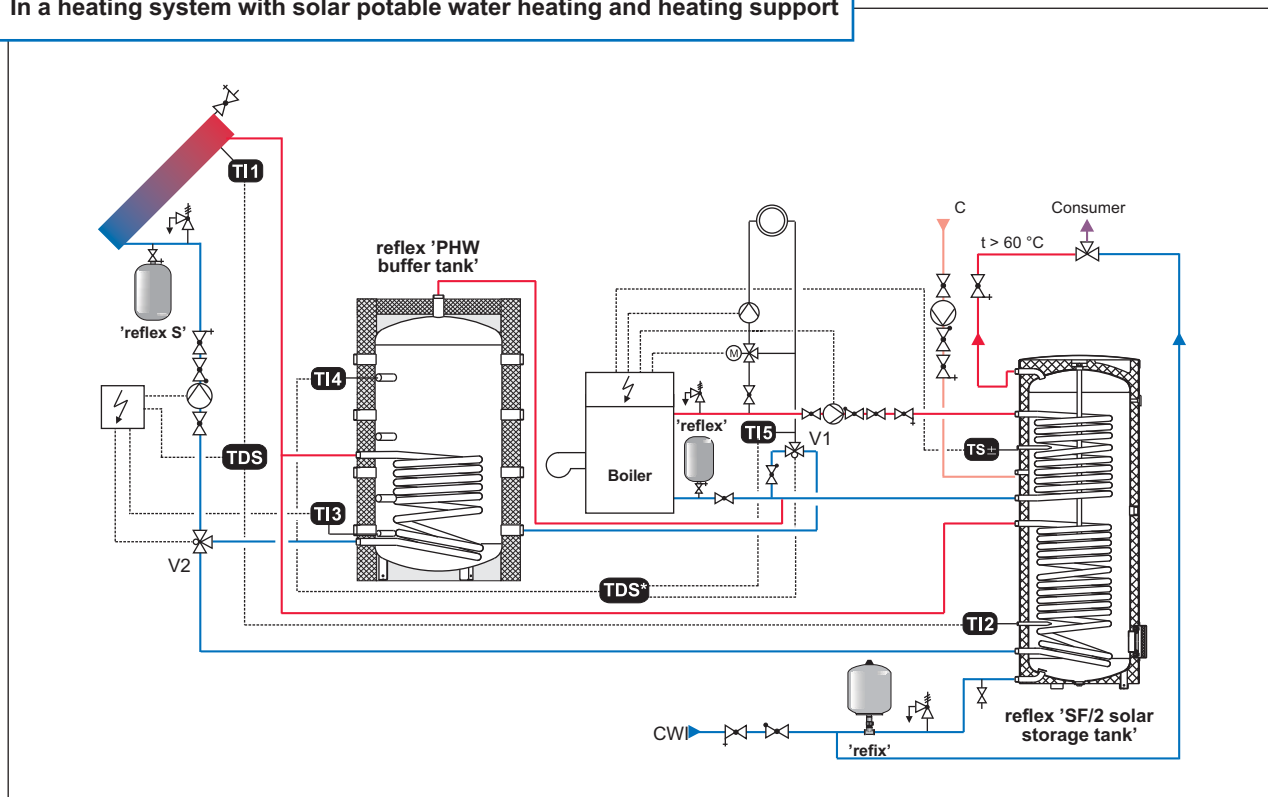 In a heating system with solar potable water heating and heating support
TI1
C
Consumer
t > 60 °C
reflex 'PHW
buffer tank'
'reflex S'
TI4
M
'reflex'
TI5
V1
TS±
TDS
Boiler
TI3
V2
TDS*
TI2
reflex 'SF/2 solar
storage tank'
CWI
'refix'